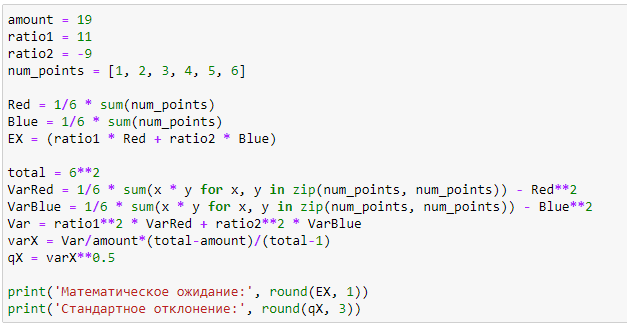 amount = 19
ratio1 = 11
ratio2 = -9
num_points = [1, 2, 3, 4, 5, 6]
Red = 1/6 * sum(num_points)
Blue = 1/6 * sum(num_points)
EX = (ratio1 * Red + ratio2 * Blue)
total = 6**2
VarRed = 1/6 * sum(x * y for x, y in zip(num_points, num_points)) - Red**2
VarBlue = 1/6 * sum(x * y for x, y in zip(num_points, num_points)) - Blue**2
Var = ratio1**2 * VarRed + ratio2**2 * VarBlue
varX = Var/amount*(total-amount)/(total-1)
qX = varX**0.5
print('Математическое ожидание:', round(EX, 1))
print('Стандартное отклонение:', round(qX, 3))